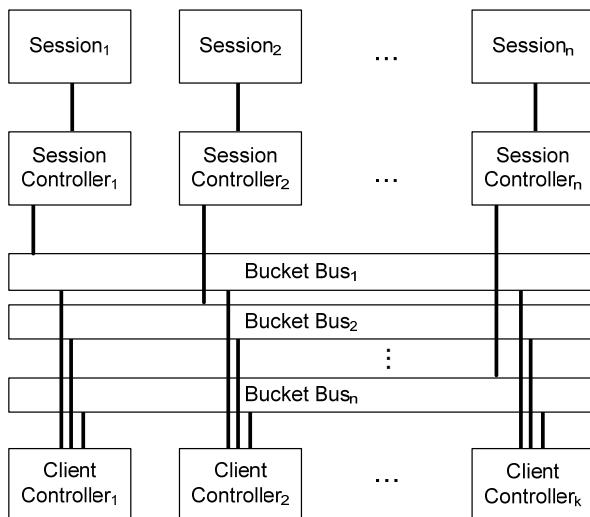 Session₁ Session₂ ... Sessionₙ
Session Session Session
Controller₁ Controller₂ ... Controllerₙ
Bucket Bus₁
Bucket Bus₂
⋮
Bucket Busₙ
Client Client Client
Controller₁ Controller₂ ... Controllerₖ